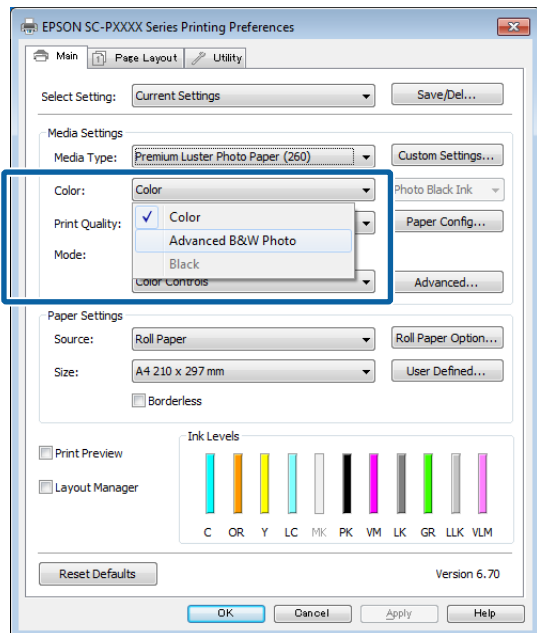 EPSON SC-PXXXX Series Printing Preferences
Main
Page Layout
Utility
Select Setting: Current Settings Save/Del...
Media Settings
Media Type: Premium Luster Photo Paper (260) Custom Settings...
Color: Color Photo Black Ink
Print Quality: Color Paper Config...
Advanced B&W Photo
Mode:
Black
Color Controls Advanced...
Paper Settings
Source: Roll Paper Roll Paper Option...
Size: A4 210 x 297 mm User Defined...
Borderless
Ink Levels
Print Preview
Layout Manager
C OR Y LC MK PK VM LK GR LLK VLM
Reset Defaults Version 6.70
OK Cancel Apply Help